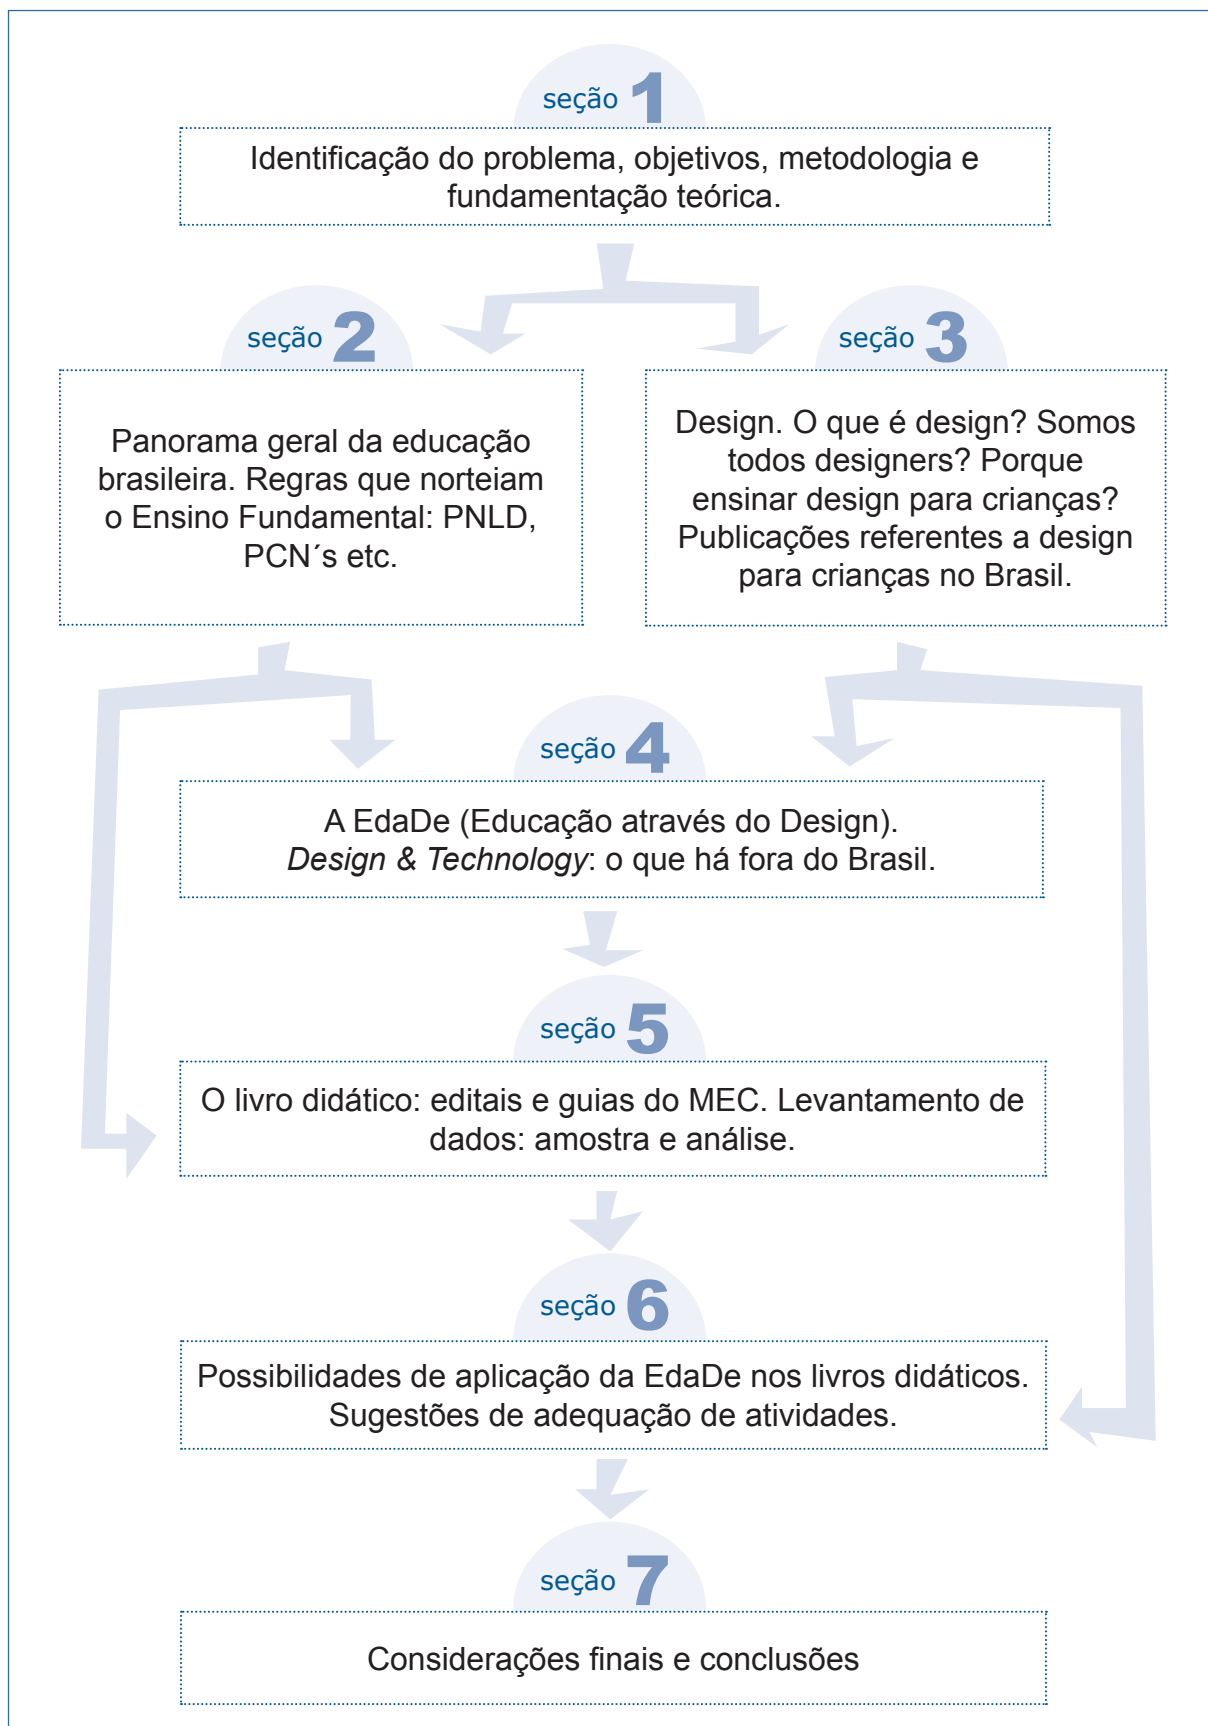 seção 1
Identificação do problema, objetivos, metodologia e
fundamentação teórica.
seção 2
Panorama geral da educação
brasileira. Regras que norteiam
o Ensino Fundamental: PNLD,
PCN´s etc.
seção 3
Design. O que é design? Somos
todos designers? Porque
ensinar design para crianças?
Publicações referentes a design
para crianças no Brasil.
seção 4
A EdaDe (Educação através do Design).
Design & Technology: o que há fora do Brasil.
seção 5
O livro didático: editais e guias do MEC. Levantamento de
dados: amostra e análise.
seção 6
Possibilidades de aplicação da EdaDe nos livros didáticos.
Sugestões de adequação de atividades.
seção 7
Considerações finais e conclusões